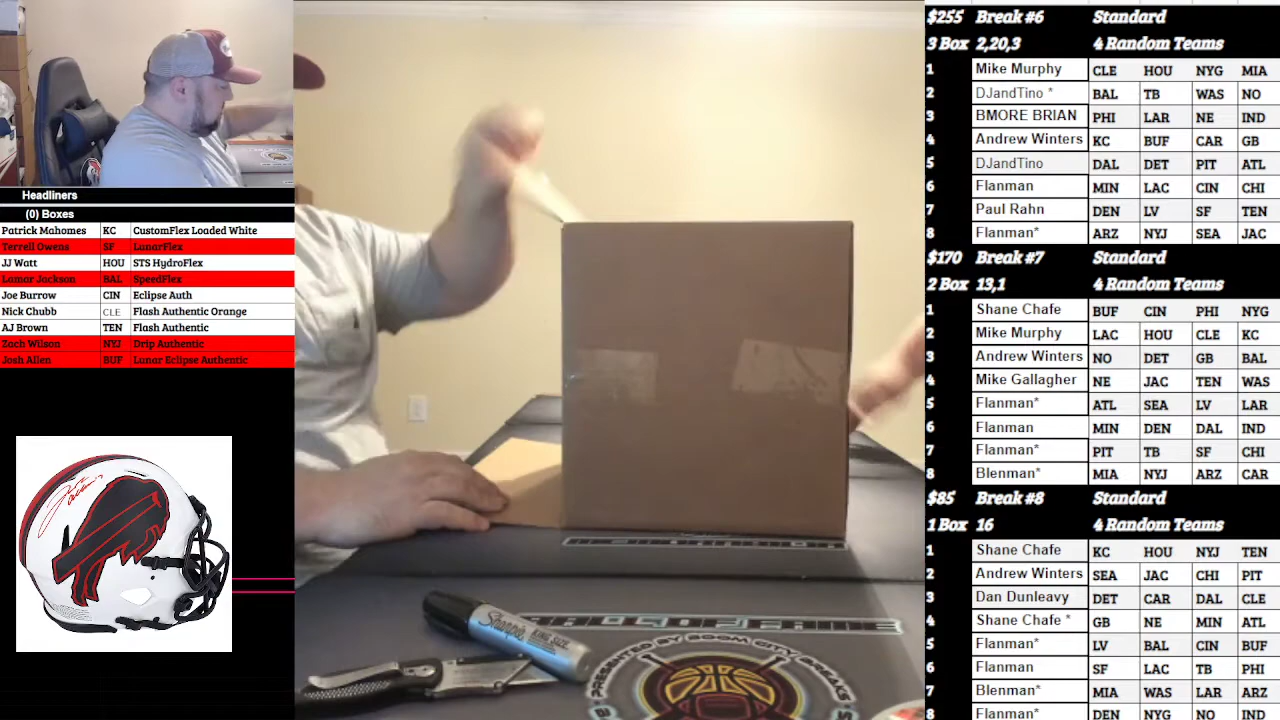 Headliners
(0) Boxes
Patrick Mahomes KC CustomFlex Loaded White
Terrell Owens SF LunarFlex
JJ Watt HOU STS HydroFlex
Lamar Jackson BAL SpeedFlex
Joe Burrow CIN Eclipse Auth
Nick Chubb CLE Flash Authentic Orange
AJ Brown TEN Flash Authentic
Zach Wilson NYJ Drip Authentic
Josh Allen BUF Lunar Eclipse Authentic
Sharpie
KING SIZE
PRESENTED BY BOOM CITY BREAKS
$255 Break #6 Standard
3 Box 2,20,3 4 Random Teams
1 Mike Murphy CLE HOU NYG MIA
2 DJandTino * BAL TB WAS NO
3 BMORE BRIAN PHI LAR NE IND
4 Andrew Winters KC BUF CAR GB
5 DJandTino DAL DET PIT ATL
6 Flanman MIN LAC CIN CHI
7 Paul Rahn DEN LV SF TEN
8 Flanman* ARZ NYJ SEA JAC
$170 Break #7 Standard
2 Box 13,1 4 Random Teams
1 Shane Chafe BUF CIN PHI NYG
2 Mike Murphy LAC HOU CLE KC
3 Andrew Winters NO DET GB BAL
4 Mike Gallagher NE JAC TEN WAS
5 Flanman* ATL SEA LV LAR
6 Flanman MIN DEN DAL IND
7 Flanman* PIT TB SF CHI
8 Blenman* MIA NYJ ARZ CAR
$85 Break #8 Standard
1 Box 16 4 Random Teams
1 Shane Chafe KC HOU NYJ TEN
2 Andrew Winters SEA JAC CHI PIT
3 Dan Dunleavy DET CAR DAL CLE
4 Shane Chafe * GB NE MIN ATL
5 Flanman* LV BAL CIN BUF
6 Flanman SF LAC TB PHI
7 Blenman* MIA WAS LAR ARZ
8 Flanman* DEN NYG NO IND